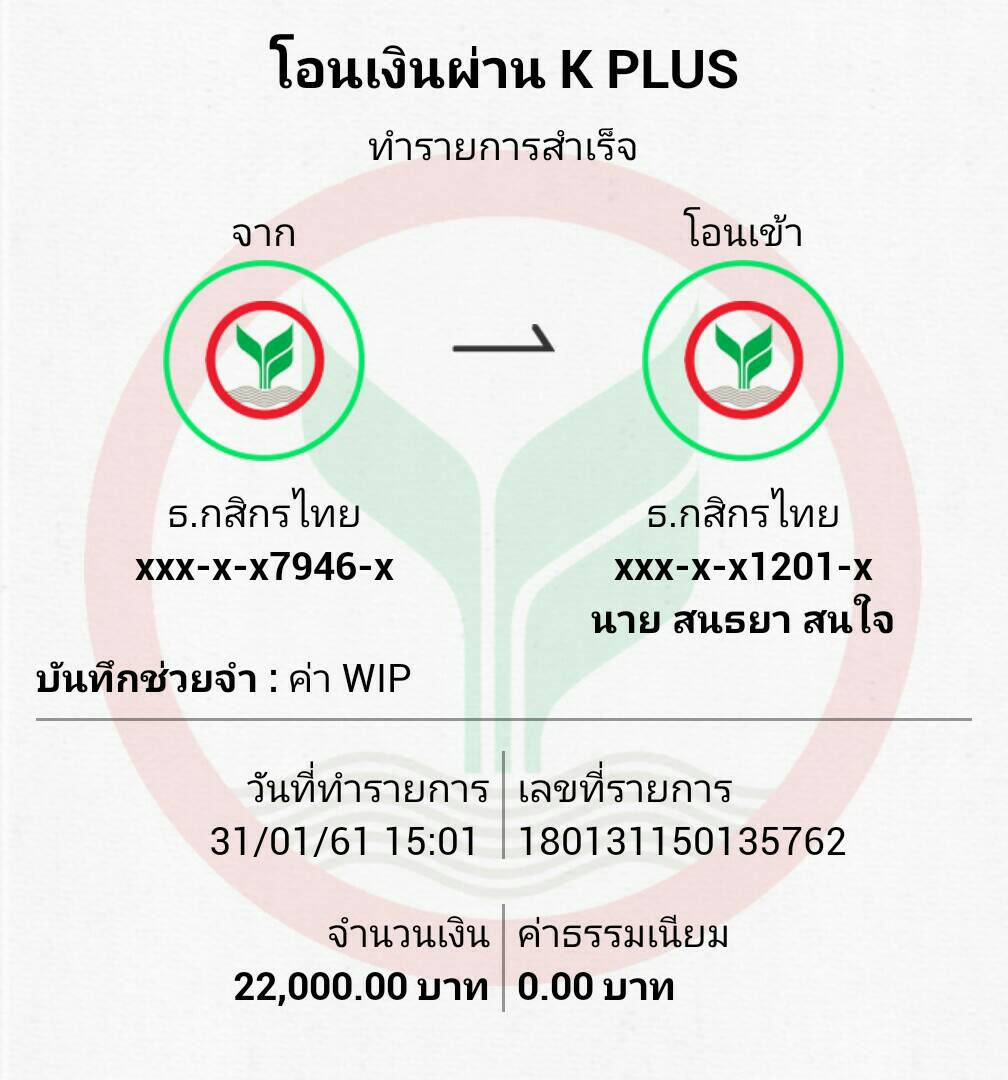 โอนเงินผ่าน K PLUS
ทำรายการสำเร็จ
จาก
โอนเข้า
ธ.กสิกรไทย
xxx-x-x7946-x
ธ.กสิกรไทย
xxx-x-x1201-x
นาย สนธยา สนใจ
บันทึกช่วยจำ : ค่า WIP
วันที่ทำรายการ
31/01/61 15:01
เลขที่รายการ
180131150135762
จำนวนเงิน
22,000.00 บาท
ค่าธรรมเนียม
0.00 บาท